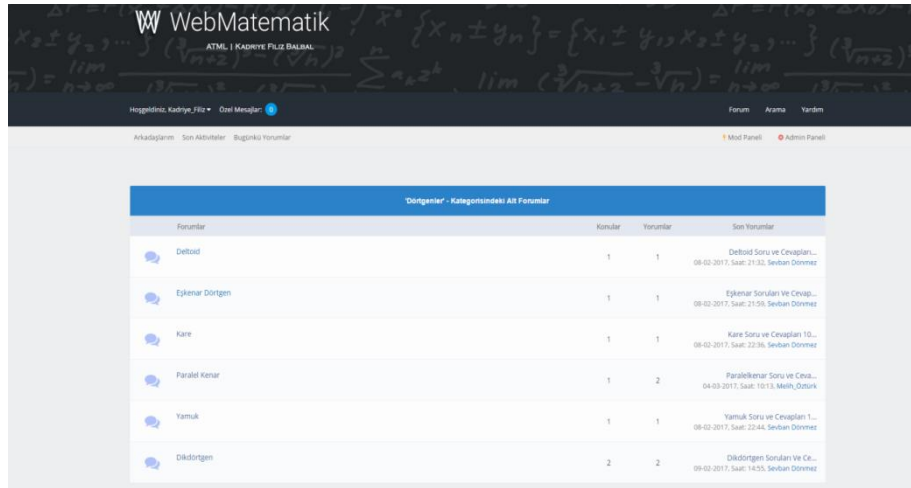 WebMatematik
ATML | KADRIYE FILIZ BALBAL
Hoşgeldiniz, Kadriye_Filiz Özel Mesajlar: 0 Forum Arama Yardım
Arkadaşlarım Son Aktiviteler Bugünkü Yorumlar Mod Paneli Admin Paneli
'Dörtgenler' - Kategorisindeki Alt Forumlar
Forumlar Konular Yorumlar Son Yorumlar
Deltoid 1 1 Deltoid Soru ve Cevapları...
08-02-2017, Saat: 21:32, Sevban Dönmez
Eşkenar Dörtgen 1 1 Eşkenar Soruları Ve Cevap...
08-02-2017, Saat: 21:59, Sevban Dönmez
Kare 1 1 Kare Soru ve Cevapları 10...
08-02-2017, Saat: 22:36, Sevban Dönmez
Paralel Kenar 1 2 Paralelkenar Soru ve Ceva...
04-03-2017, Saat: 10:13, Melih_Öztürk
Yamuk 1 1 Yamuk Soru ve Cevapları 1...
08-02-2017, Saat: 22:44, Sevban Dönmez
Dikdörtgen 2 2 Dikdörtgen Soruları Ve Ce...
09-02-2017, Saat: 14:55, Sevban Dönmez